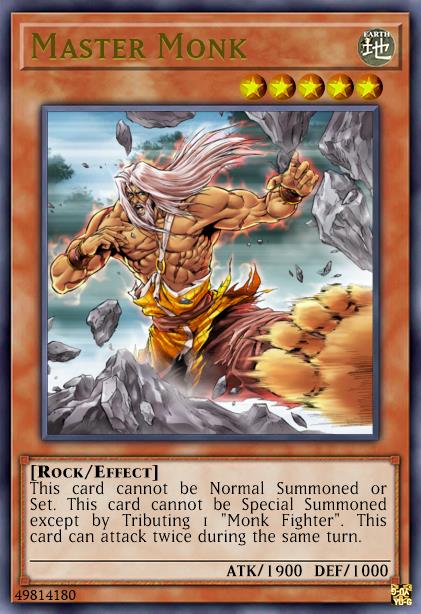 Master Monk
EARTH
地
[Rock/Effect]
This card cannot be Normal Summoned or
Set. This card cannot be Special Summoned
except by Tributing 1 "Monk Fighter". This
card can attack twice during the same turn.
ATK/1900 DEF/1000
49814180